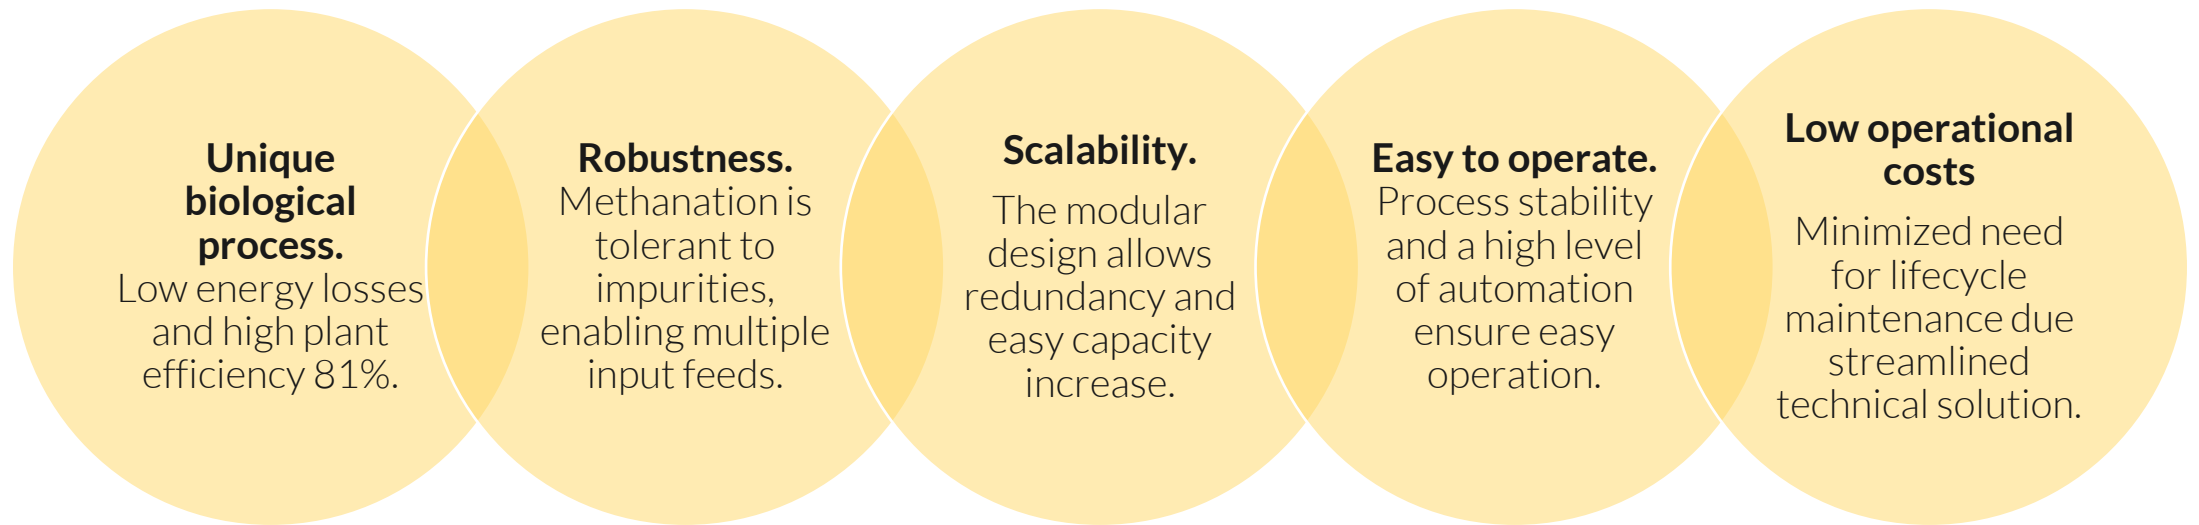 Unique
biological
process.
Low energy losses
and high plant
efficiency 81%.
Robustness.
Methanation is
tolerant to
impurities,
enabling multiple
input feeds.
Scalability.
The modular
design allows
redundancy and
easy capacity
increase.
Easy to operate.
Process stability
and a high level
of automation
ensure easy
operation.
Low operational
costs
Minimized need
for lifecycle
maintenance due
streamlined
technical solution.